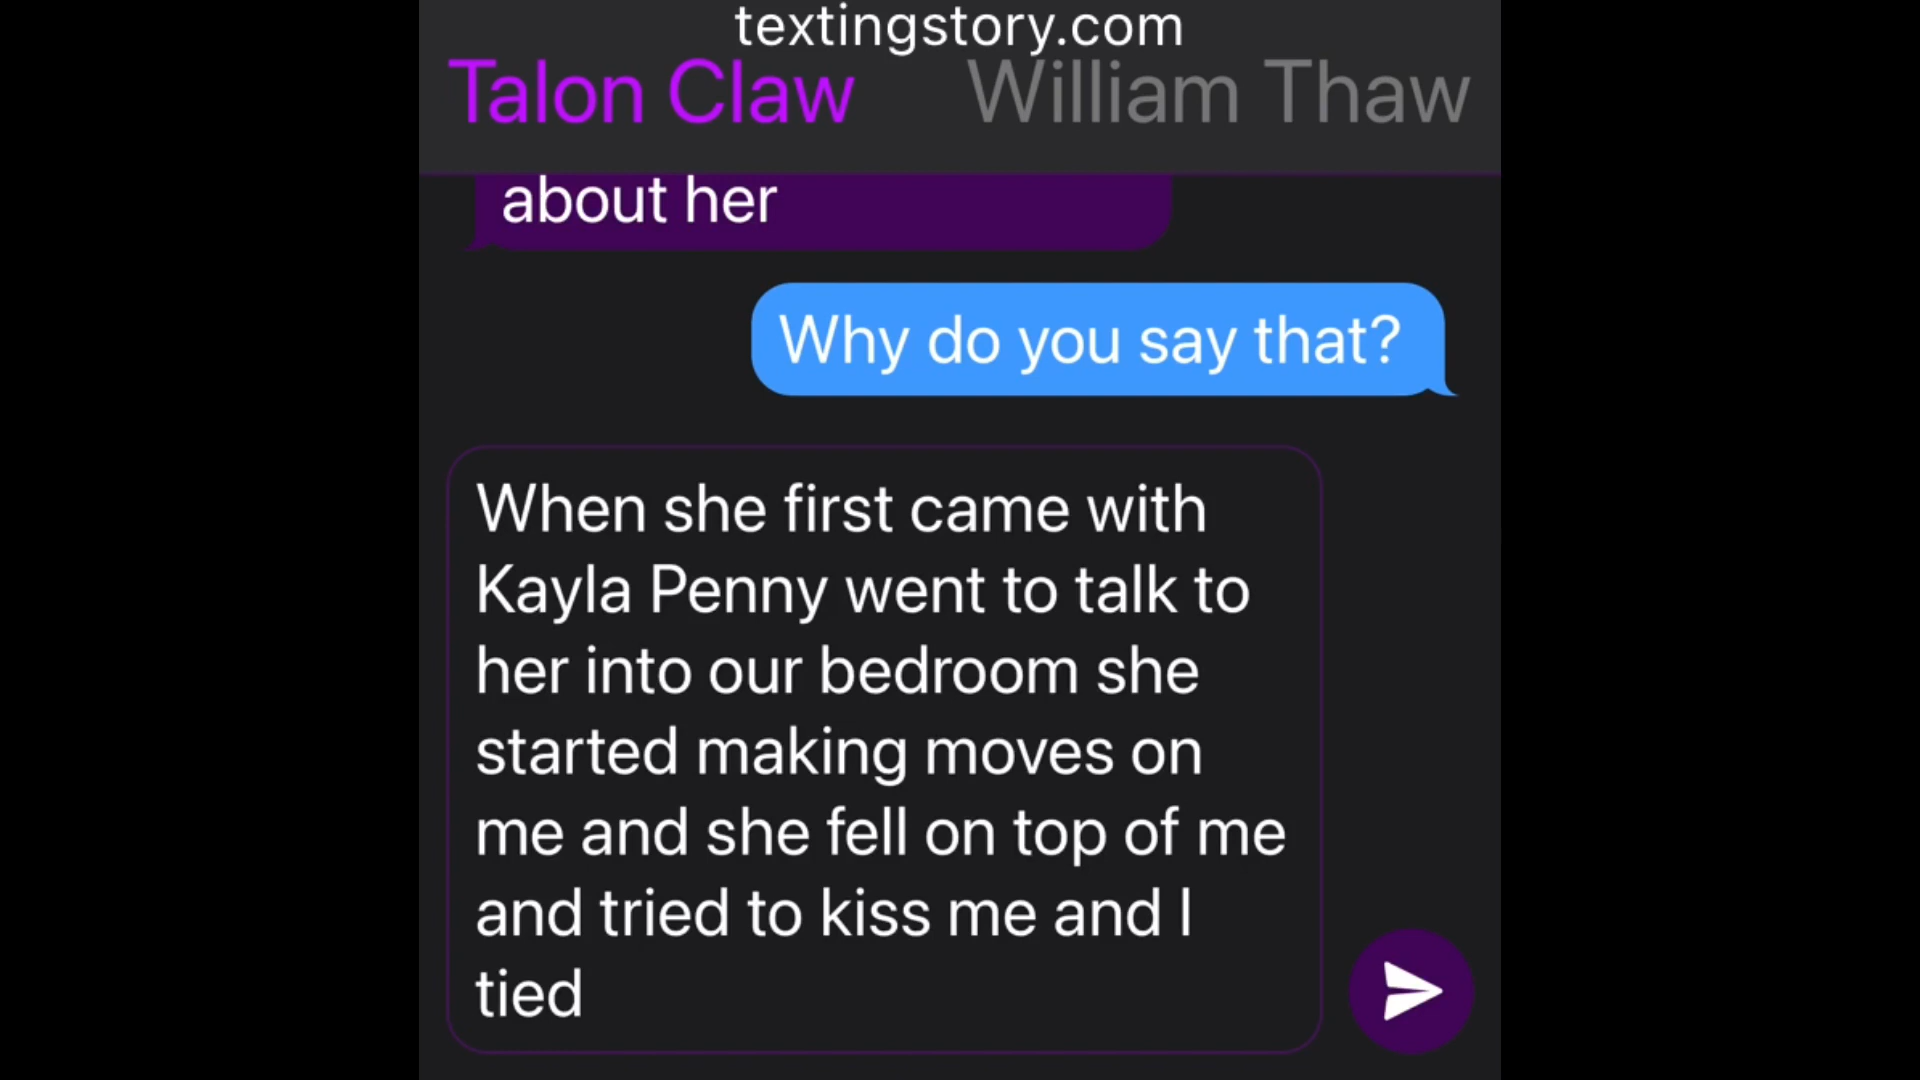 textingstory.com
Talon Claw William Thaw
about her
Why do you say that?
When she first came with
Kayla Penny went to talk to
her into our bedroom she
started making moves on
me and she fell on top of me
and tried to kiss me and I
tied